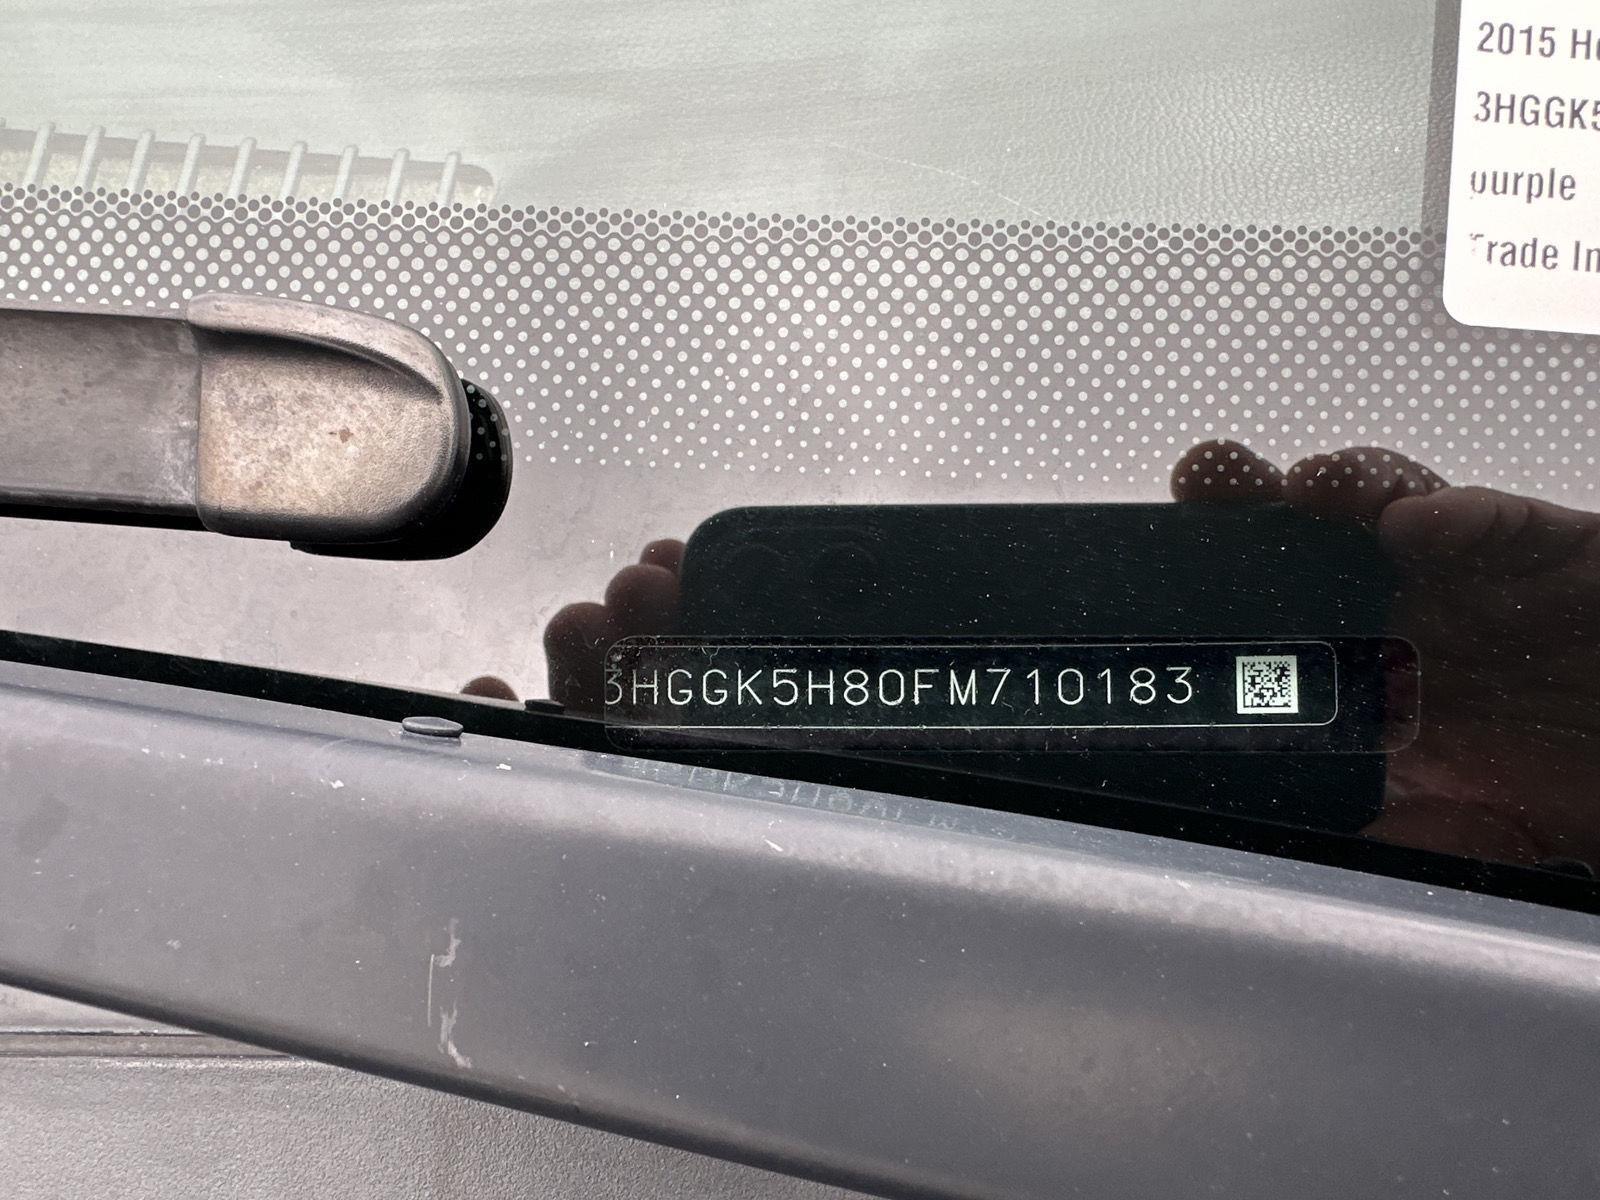 2015 H
3HGGK5
purple
Trade In
3HGGK5H80FM710183